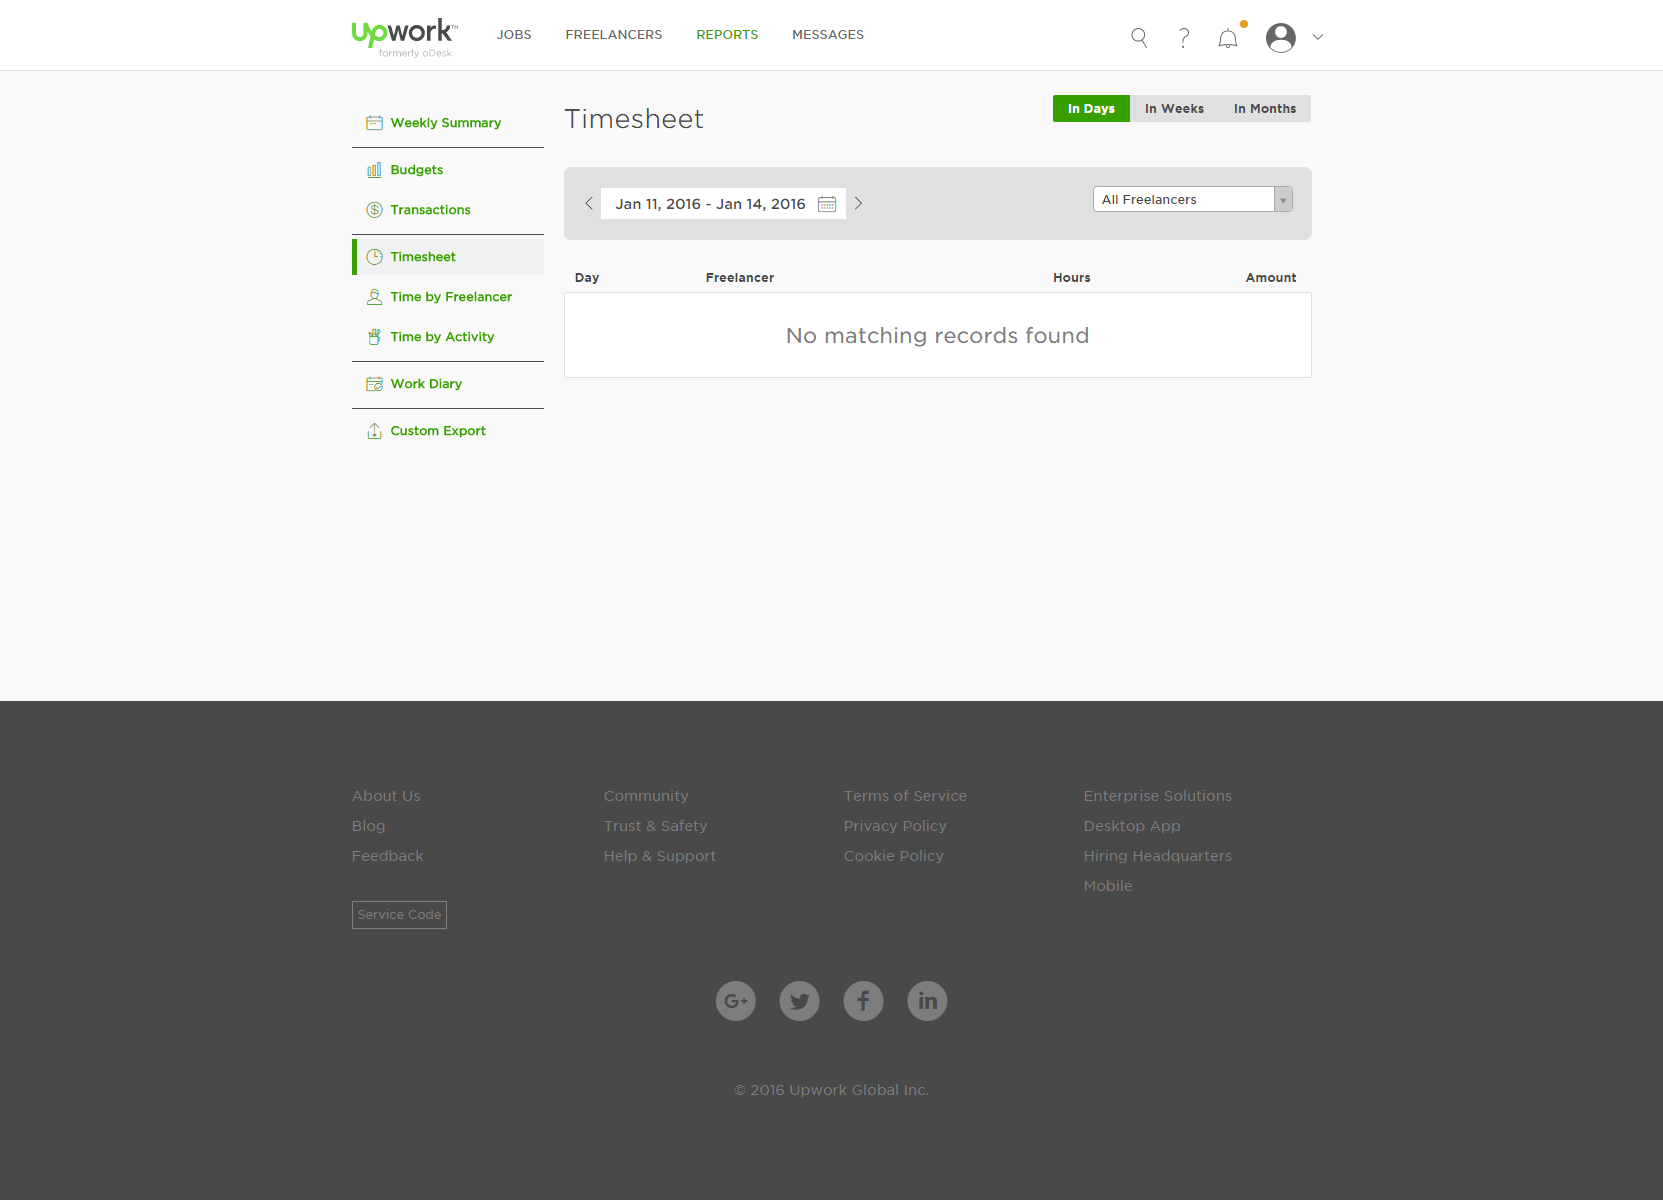 Upwork™
formerly oDesk
JOBS FREELANCERS REPORTS MESSAGES
Weekly Summary
Budgets
Transactions
Timesheet
Time by Freelancer
Time by Activity
Work Diary
Custom Export
Timesheet
In Days In Weeks In Months
Jan 11, 2016 - Jan 14, 2016
All Freelancers
Day Freelancer Hours Amount
No matching records found
About Us
Blog
Feedback
Service Code
Community
Trust & Safety
Help & Support
Terms of Service
Privacy Policy
Cookie Policy
Enterprise Solutions
Desktop App
Hiring Headquarters
Mobile
G+ in
© 2016 Upwork Global Inc.